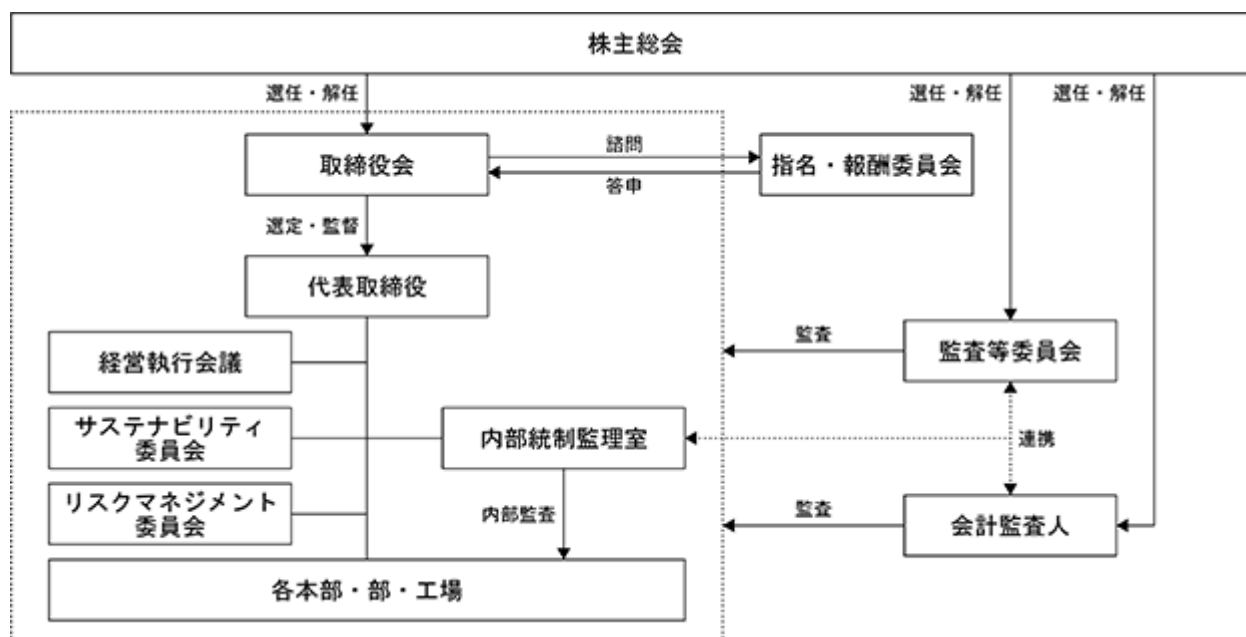 株主総会
選任・解任
選任・解任
選任・解任
取締役会
諮問
答申
指名・報酬委員会
選定・監督
代表取締役
経営執行会議
監査
監査等委員会
サステナビリティ
委員会
内部統制監理室
連携
リスクマネジメント
委員会
内部監査
監査
会計監査人
各本部・部・工場